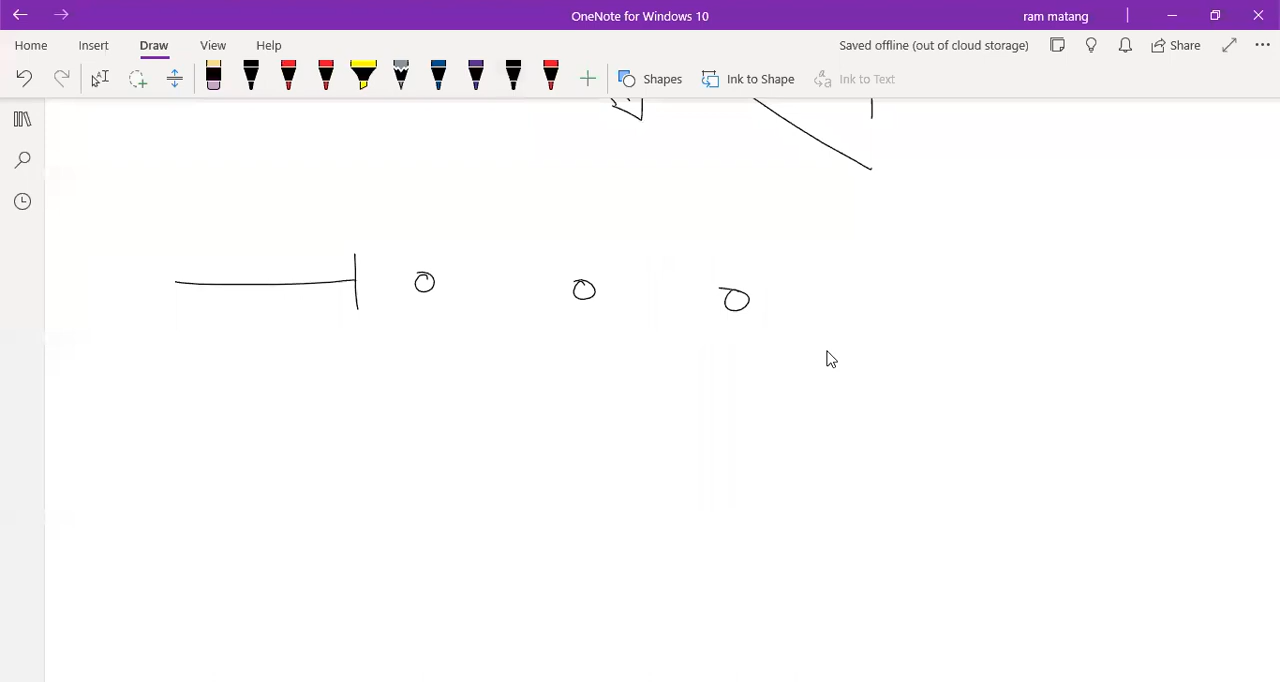 OneNote for Windows 10
ram matang
Home Insert Draw View Help
Saved offline (out of cloud storage)
Share
Shapes
Ink to Shape
Ink to Text